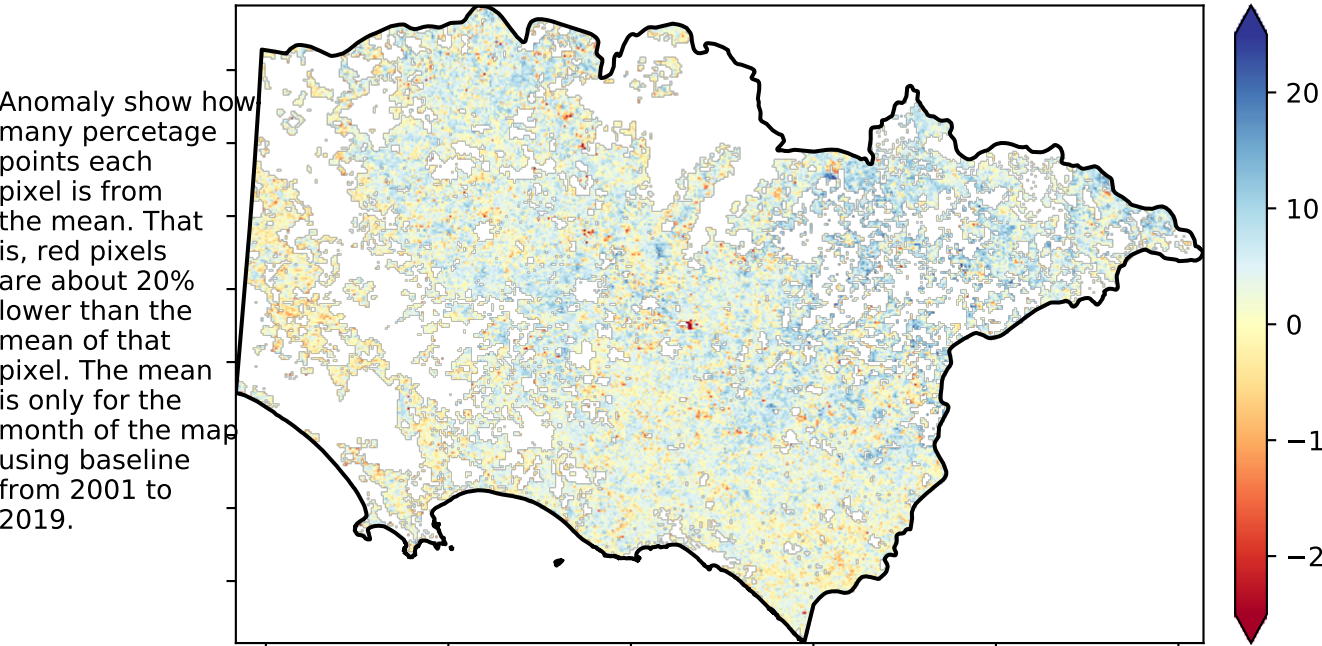 Anomaly show how
many percetage
points each
pixel is from
the mean. That
is, red pixels
are about 20%
lower than the
mean of that
pixel. The mean
is only for the
month of the map
using baseline
from 2001 to
2019.
20
10
0
−1
−2